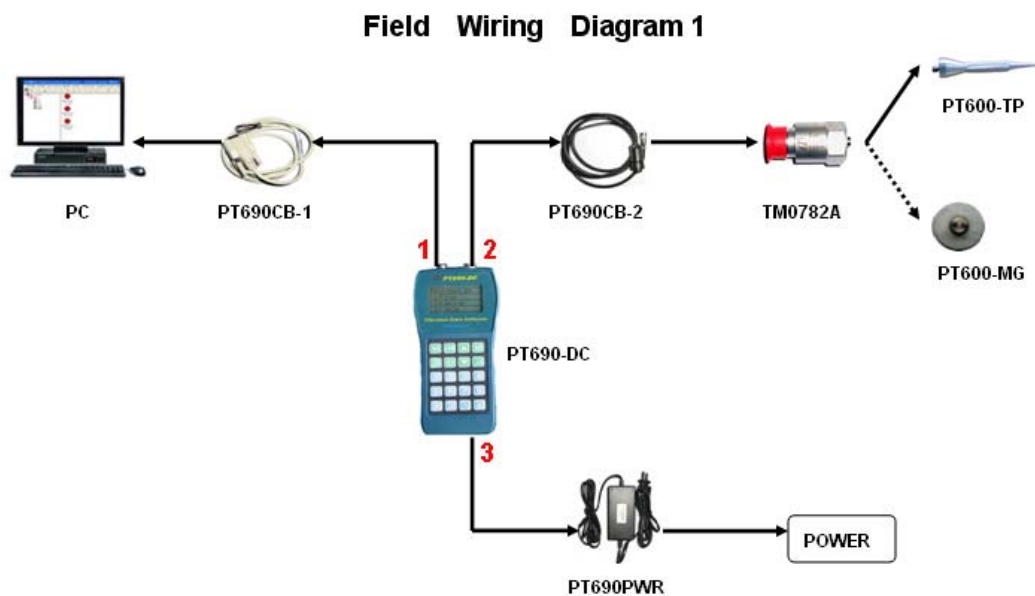 Field Wiring Diagram 1
PT600-TP
PC
PT690CB-1
PT690CB-2
TM0782A
PT600-MG
1
2
PT690-DC
PT690-DC
3
POWER
PT690PWR